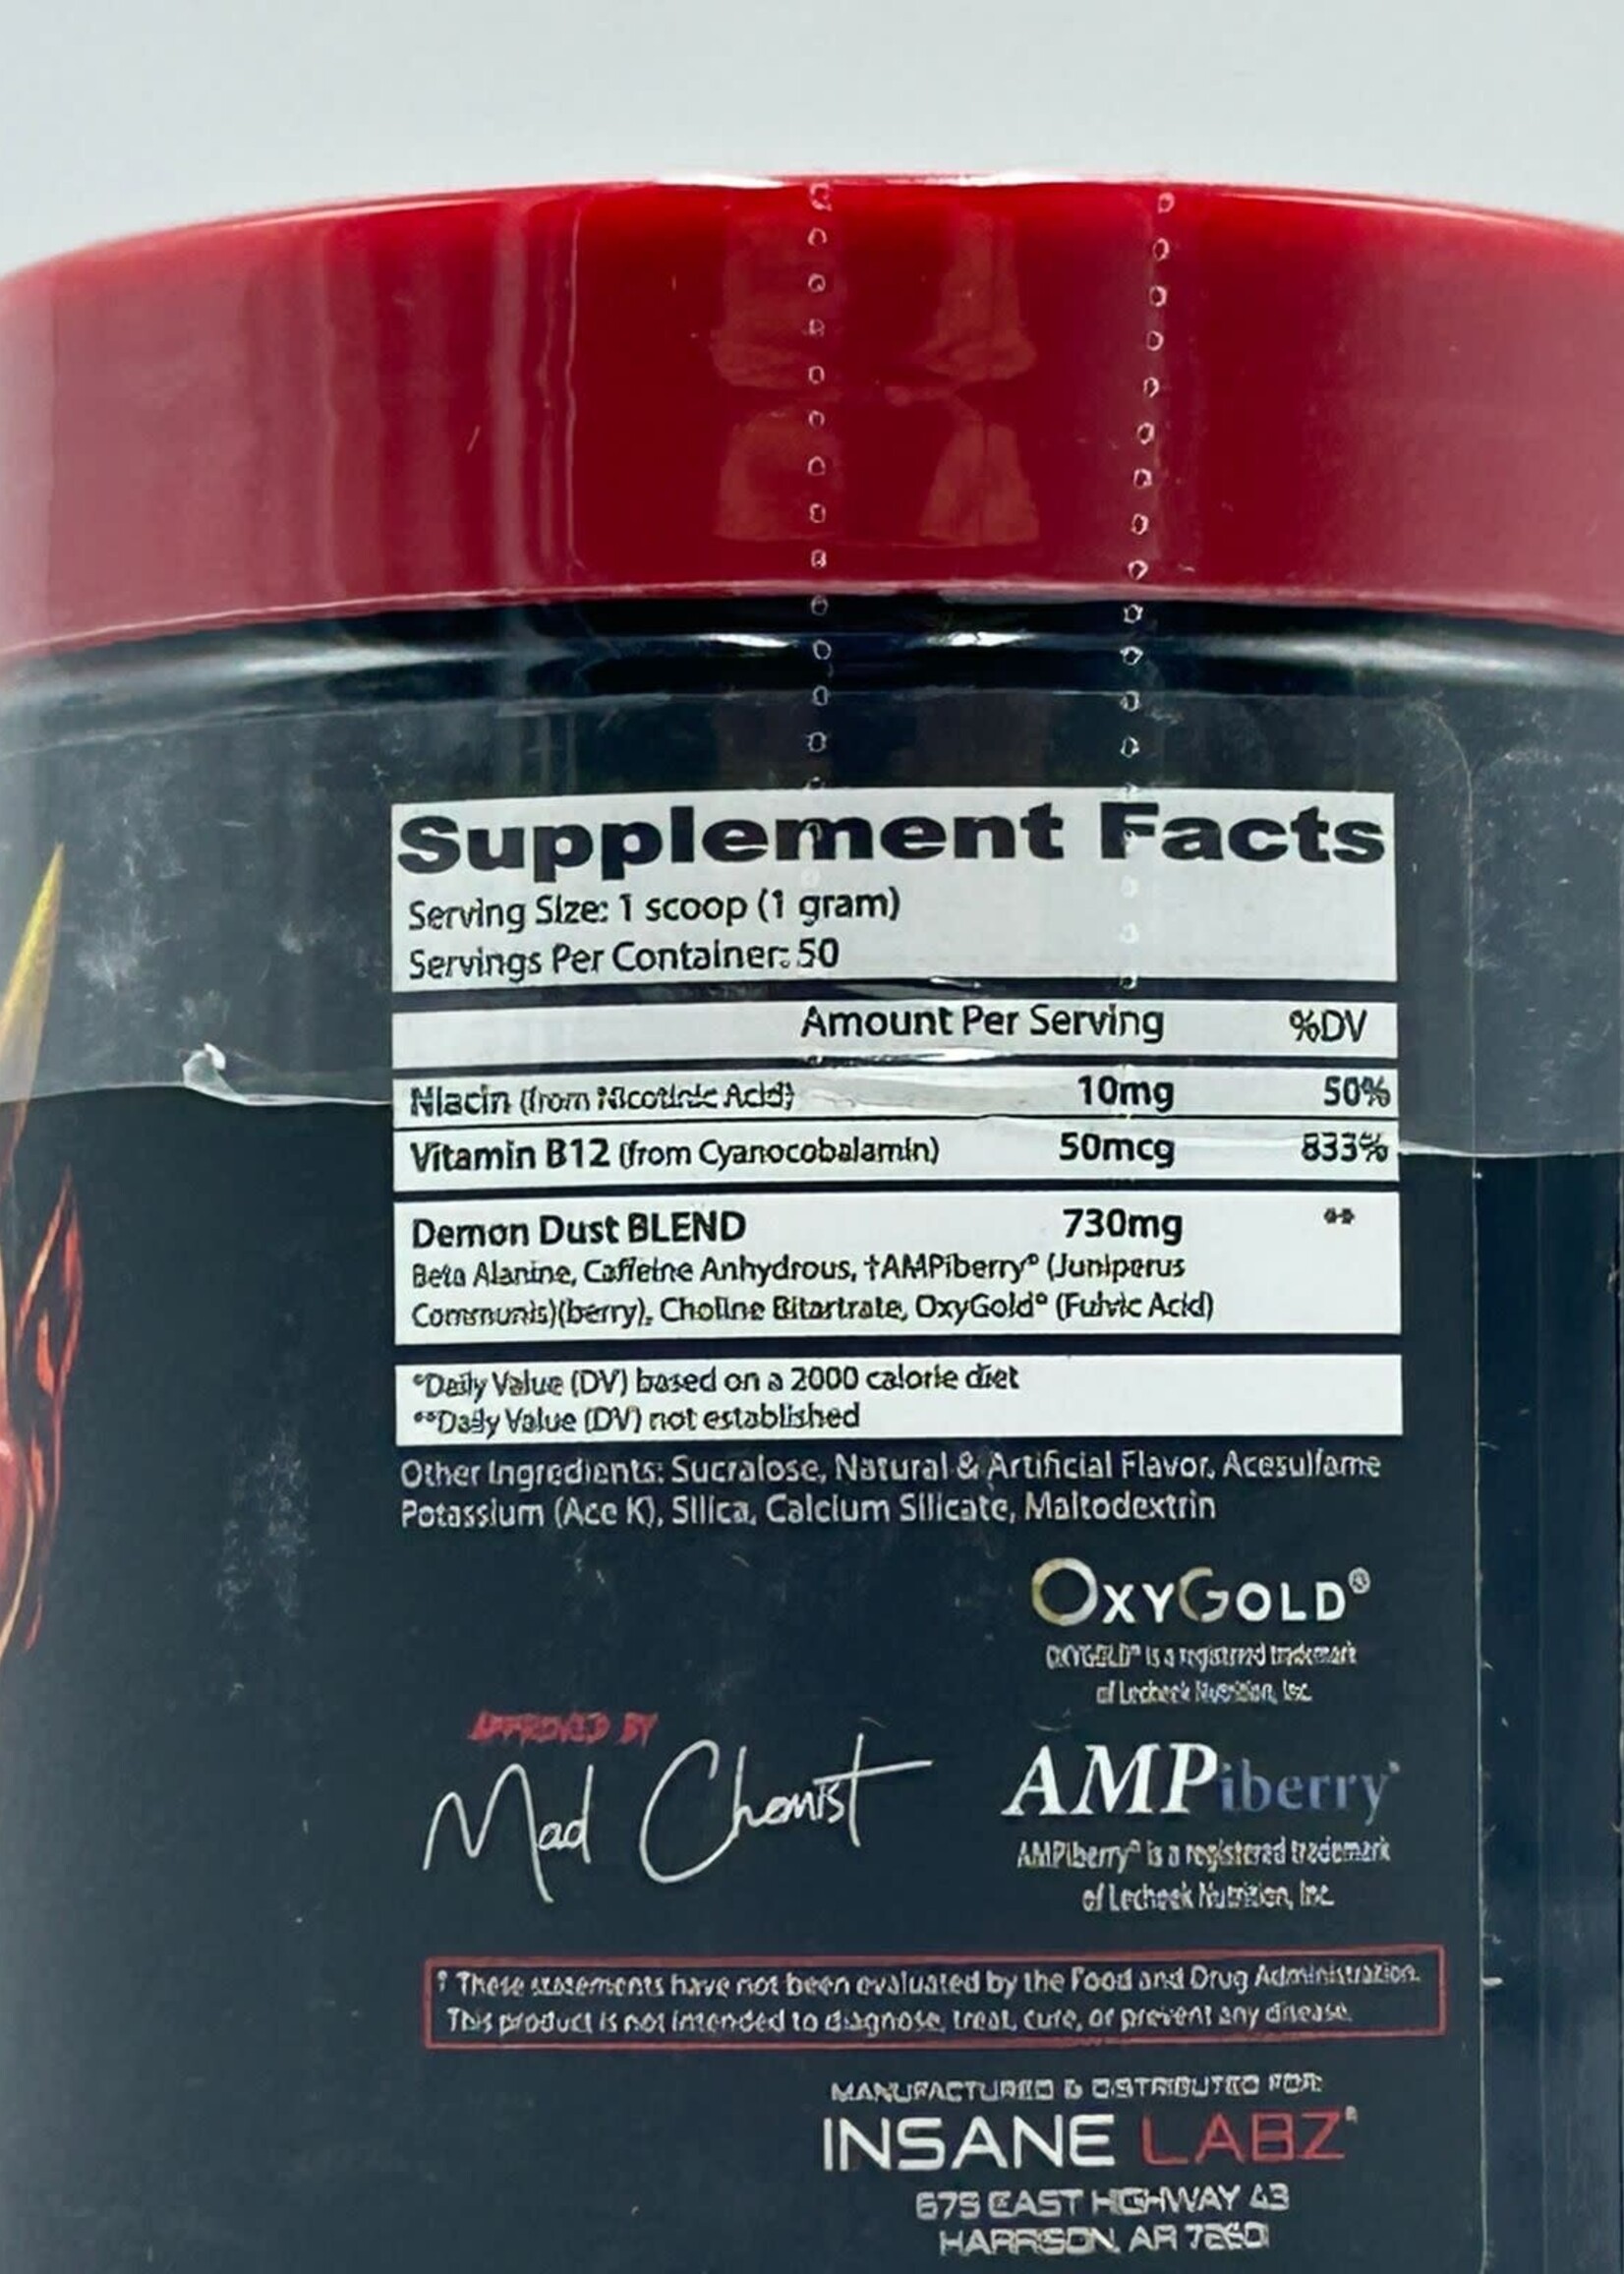 Supplement Facts
Serving Size: 1 scoop (1 gram)
Servings Per Container: 50
Amount Per Serving %DV
Niacin (from Nicotinic Acid) 10mg 50%
Vitamin B12 (from Cyanocobalamin) 50mcg 833%
Demon Dust BLEND 730mg **
Beta Alanine, Caffeine Anhydrous, †AMPiberry® (Juniperus
Communis)(berry), Choline Bitartrate, OxyGold® (Fulvic Acid)
*Daily Value (DV) based on a 2000 calorie diet
**Daily Value (DV) not established
Other Ingredients: Sucralose, Natural & Artificial Flavor, Acesulfame
Potassium (Ace K), Silica, Calcium Silicate, Maltodextrin
OXYGOLD®
OXYGOLD® is a registered trademark
of Nutrition, Inc.
APPROVED BY
Mad Chemist
AMPiberry®
AMPiberry® is a registered trademark
of Nutrition, Inc.
† These statements have not been evaluated by the Food and Drug Administration.
This product is not intended to diagnose, treat, cure, or prevent any disease.
MANUFACTURED & DISTRIBUTED FOR:
INSANE LABZ®
675 EAST HIGHWAY 43
HARRISON, AR 72601